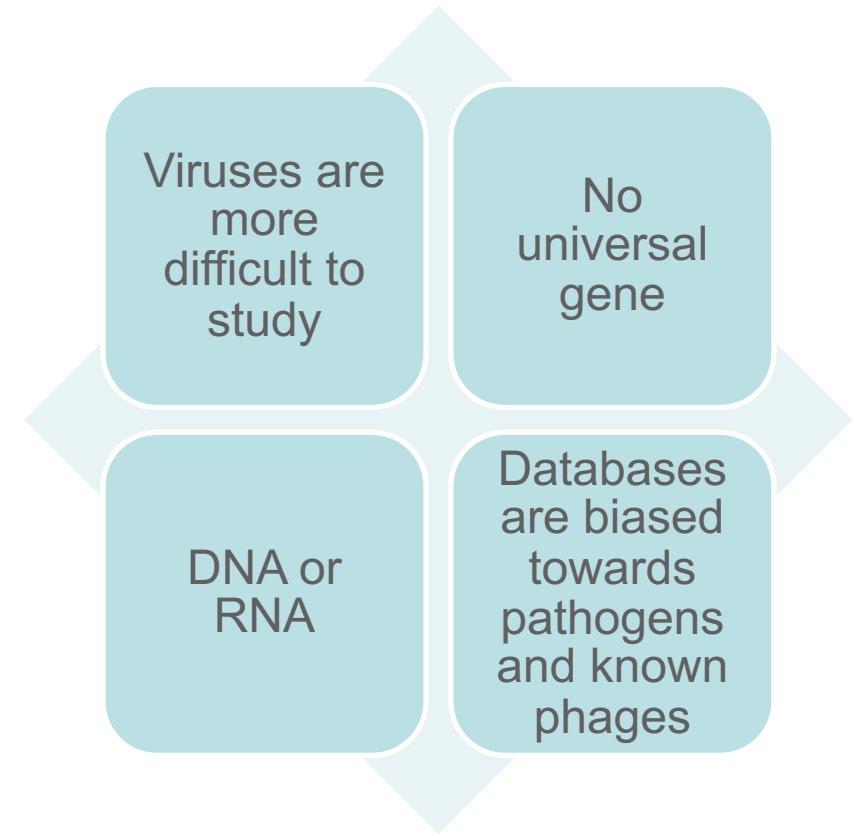 Viruses are
more
difficult to
study
No
universal
gene
DNA or
RNA
Databases
are biased
towards
pathogens
and known
phages